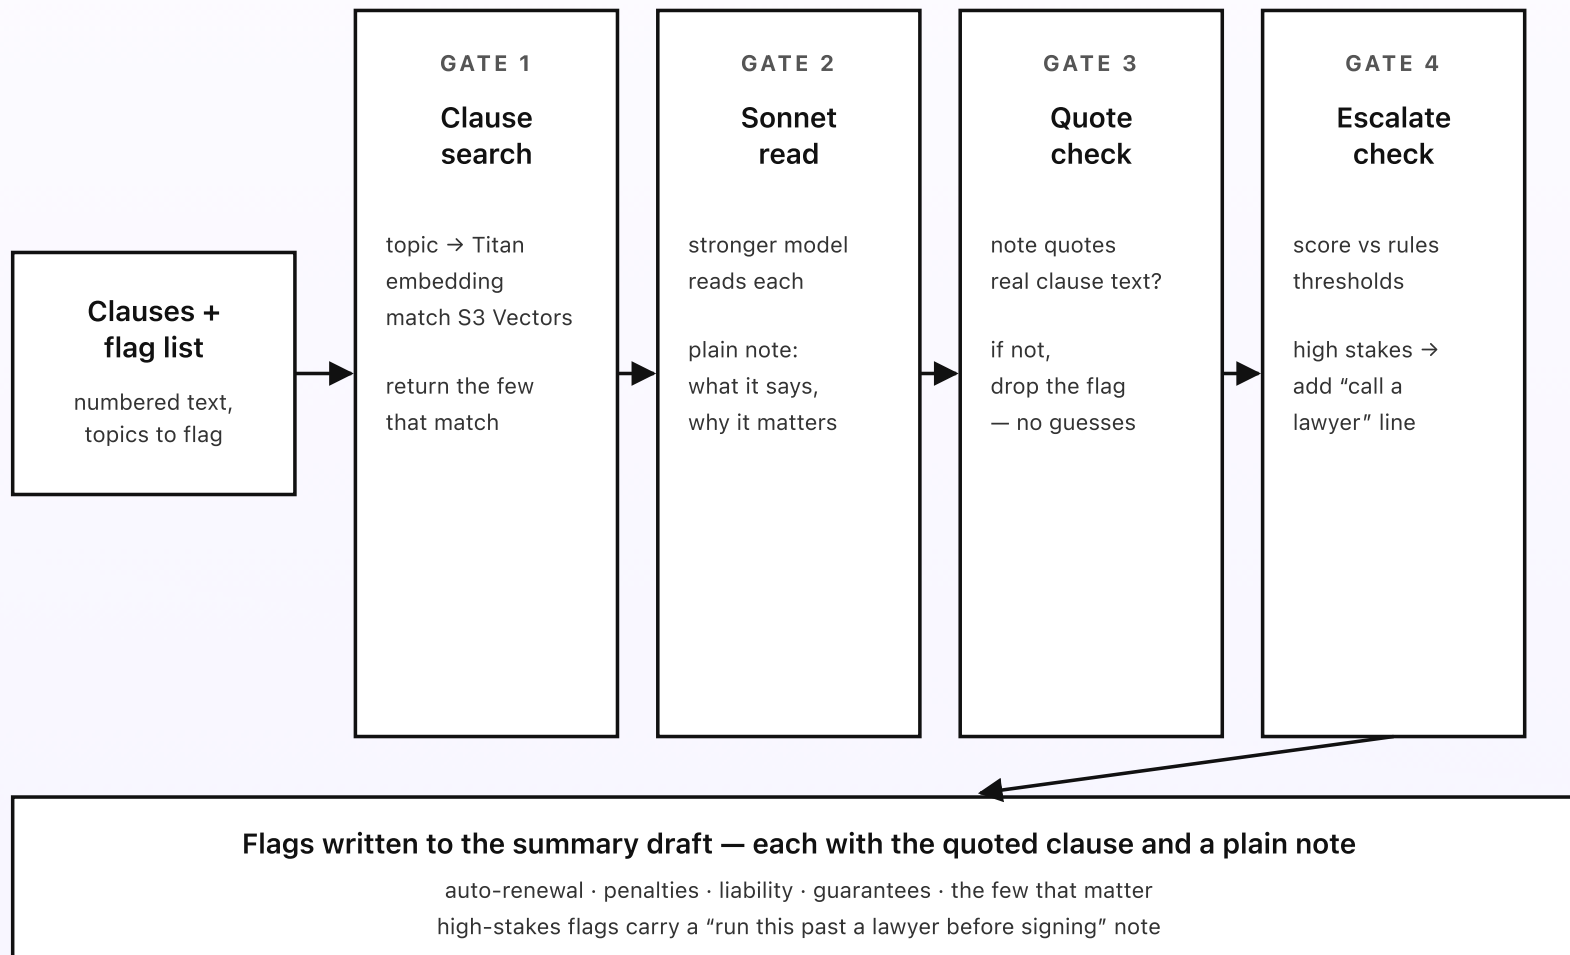 Clauses +
flag list
numbered text,
topics to flag
GATE 1
Clause
search
topic → Titan
embedding
match S3 Vectors
return the few
that match
GATE 2
Sonnet
read
stronger model
reads each
plain note:
what it says,
why it matters
GATE 3
Quote
check
note quotes
real clause text?
if not,
drop the flag
— no guesses
GATE 4
Escalate
check
score vs rules
thresholds
high stakes →
add “call a
lawyer” line
Flags written to the summary draft — each with the quoted clause and a plain note
auto-renewal · penalties · liability · guarantees · the few that matter
high-stakes flags carry a “run this past a lawyer before signing” note